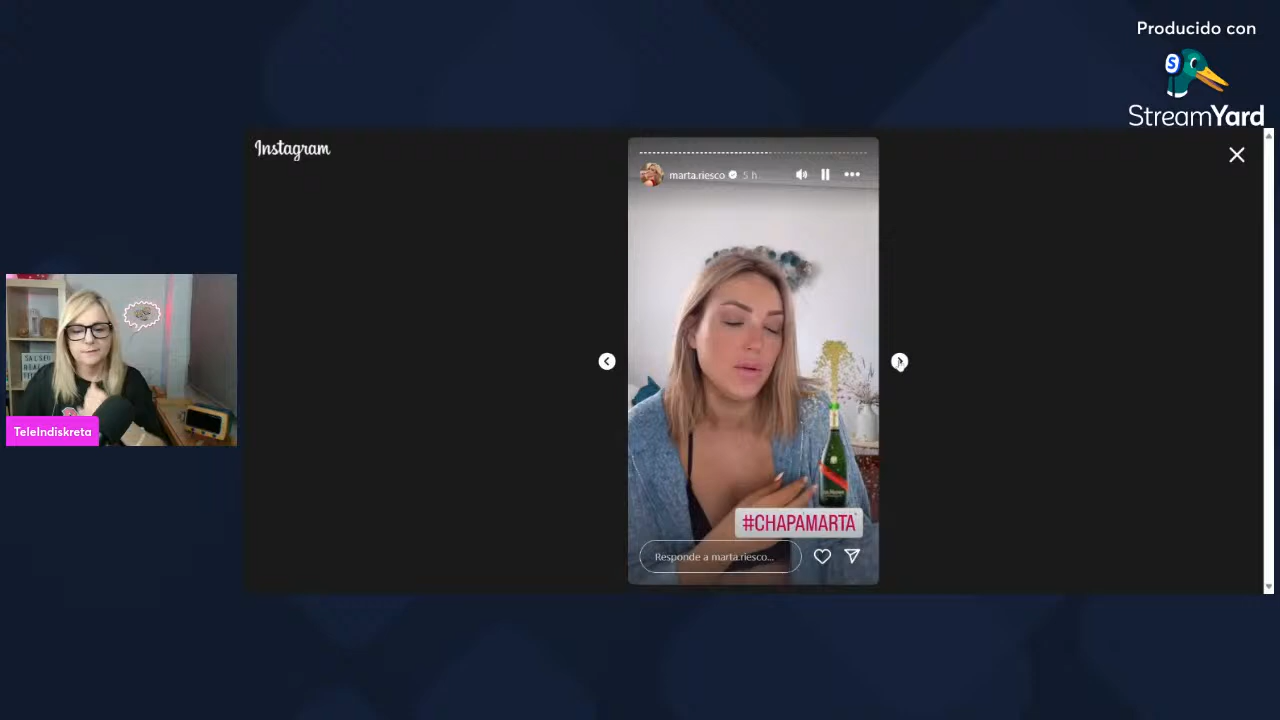 Producido con
StreamYard
Instagram
marta.riesco 5 h
#CHAPAMARTA
Responde a marta.riesco...
TeleIndiskreta